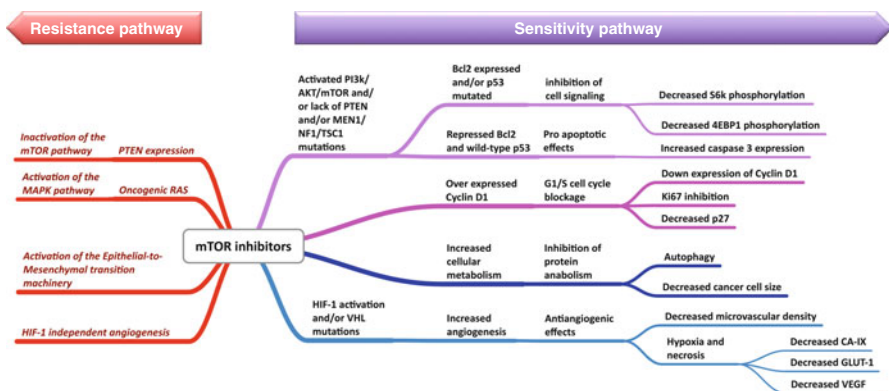 Resistance pathway
Sensitivity pathway
Inactivation of the
mTOR pathway
PTEN expression
Activation of the
MAPK pathway
Oncogenic RAS
Activation of the Epithelial-to-
Mesenchymal transition
machinery
HIF-1 independent angiogenesis
mTOR inhibitors
Activated PI3k/
AKT/mTOR and/
or lack of PTEN
and/or MEN1/
NF1/TSC1
mutations
Bcl2 expressed
and/or p53
mutated
inhibition of
cell signaling
Decreased S6k phosphorylation
Decreased 4EBP1 phosphorylation
Repressed Bcl2
and wild-type p53
Pro apoptotic
effects
Increased caspase 3 expression
Over expressed
Cyclin D1
G1/S cell cycle
blockage
Down expression of Cyclin D1
Ki67 inhibition
Decreased p27
Increased
cellular
metabolism
Inhibition of
protein
anabolism
Autophagy
Decreased cancer cell size
HIF-1 activation
and/or VHL
mutations
Increased
angiogenesis
Antiangiogenic
effects
Decreased microvascular density
Hypoxia and
necrosis
Decreased CA-IX
Decreased GLUT-1
Decreased VEGF